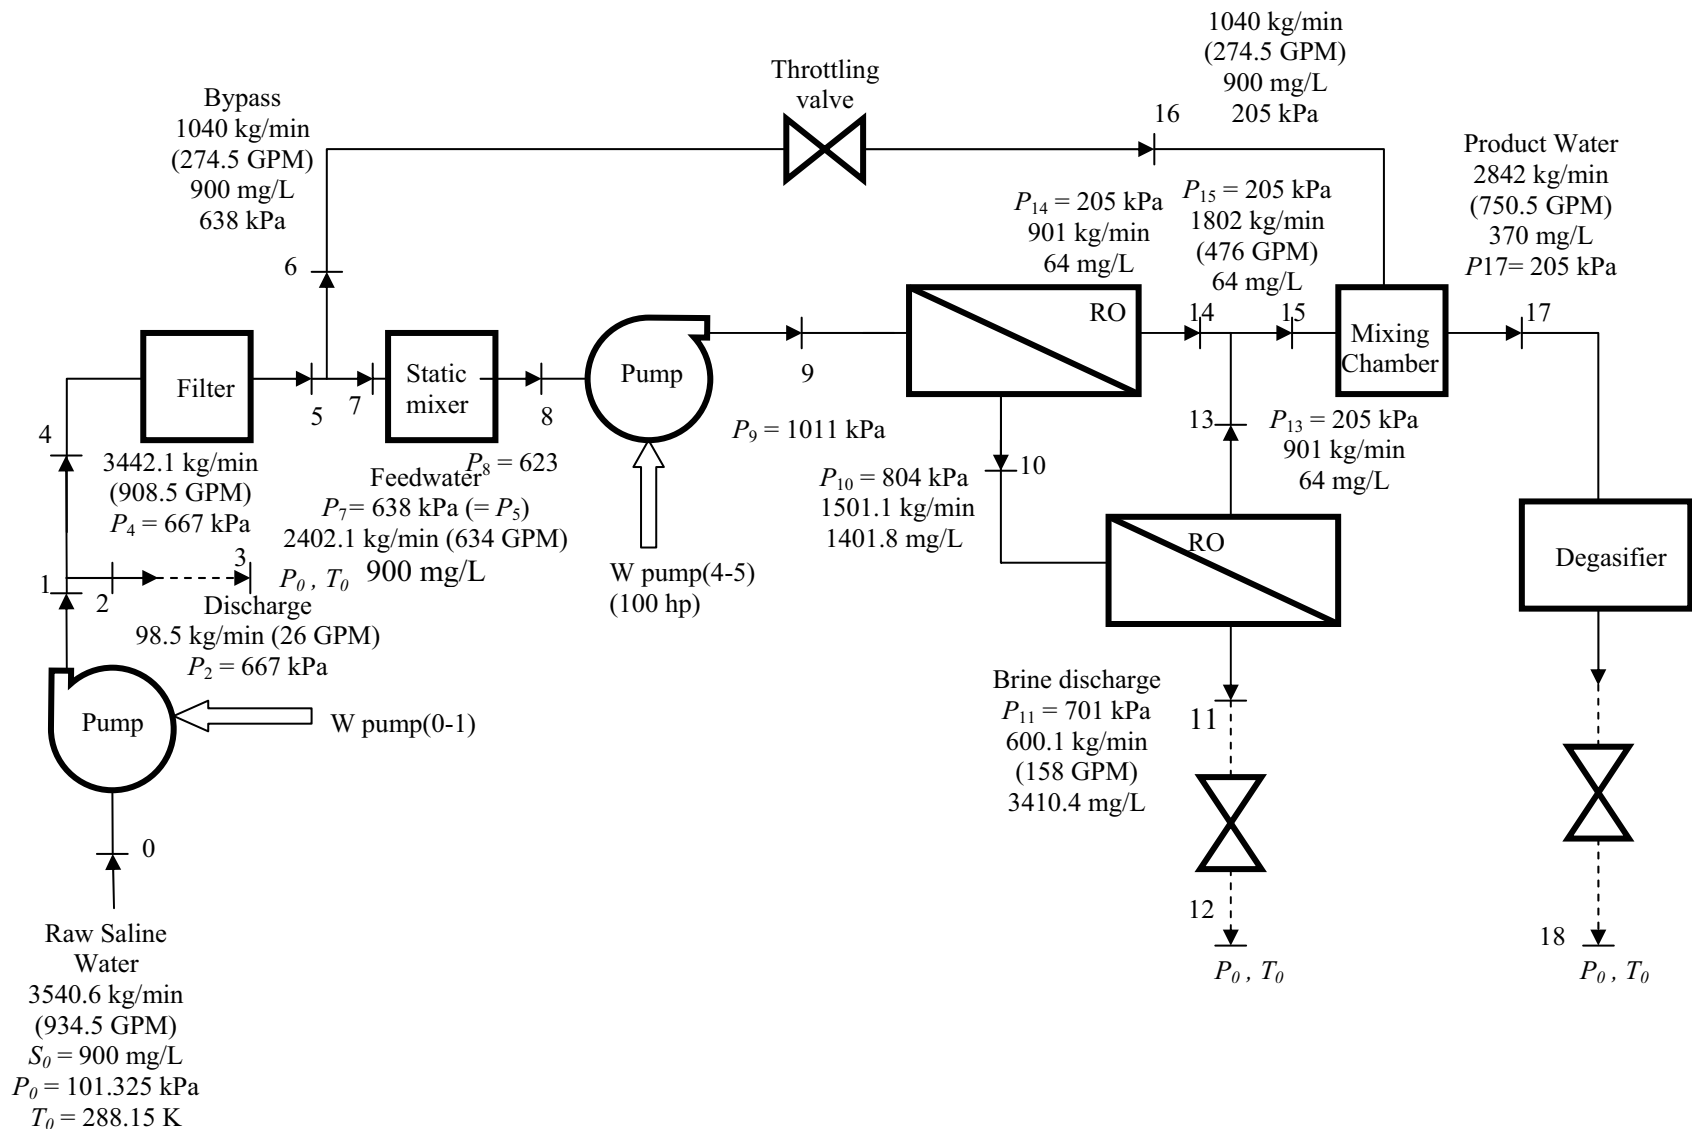 1040 kg/min
(274.5 GPM)
900 mg/L
205 kPa
Throttling
valve
Bypass
1040 kg/min
(274.5 GPM)
900 mg/L
638 kPa
16
Product Water
2842 kg/min
(750.5 GPM)
370 mg/L
P17= 205 kPa
P14 = 205 kPa
901 kg/min
64 mg/L
P15 = 205 kPa
1802 kg/min
(476 GPM)
64 mg/L
6
RO
14
15
17
Filter
Static
mixer
Pump
Mixing
Chamber
5
7
8
9
4
13
P9 = 1011 kPa
P13 = 205 kPa
901 kg/min
64 mg/L
3442.1 kg/min
(908.5 GPM)
P4 = 667 kPa
P8 = 623
Feedwater
P7= 638 kPa (= P5)
2402.1 kg/min (634 GPM)
900 mg/L
10
P10 = 804 kPa
1501.1 kg/min
1401.8 mg/L
RO
Degasifier
1
2
3
P0 , T0
Discharge
98.5 kg/min (26 GPM)
P2 = 667 kPa
W pump(4-5)
(100 hp)
Pump
W pump(0-1)
Brine discharge
P11 = 701 kPa
600.1 kg/min
(158 GPM)
3410.4 mg/L
11
0
12
P0 , T0
18
P0 , T0
Raw Saline
Water
3540.6 kg/min
(934.5 GPM)
S0 = 900 mg/L
P0 = 101.325 kPa
T0 = 288.15 K